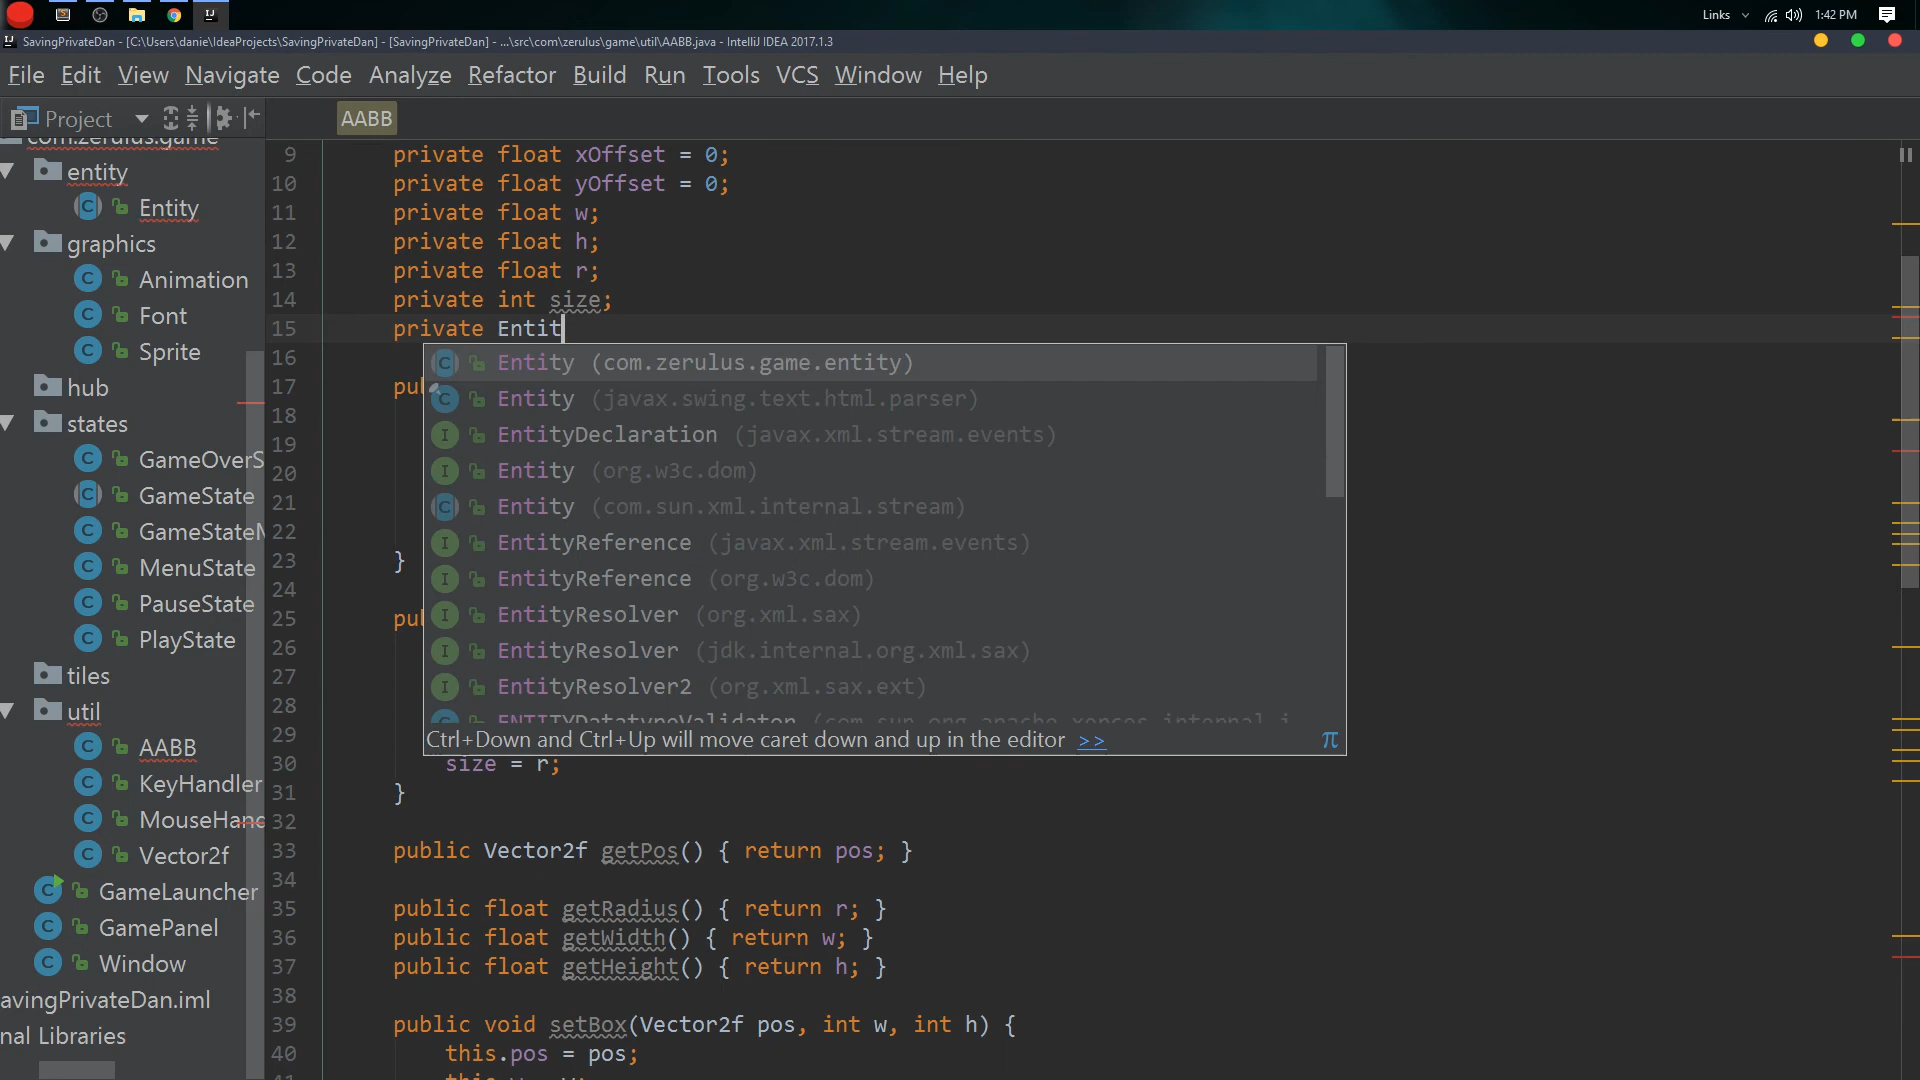 Links 1:42 PM
SavingPrivateDan - [C:\Users\danie\IdeaProjects\SavingPrivateDan] - [SavingPrivateDan] - ...\src\com\zerulus\game\util\AABB.java - IntelliJ IDEA 2017.1.3
File Edit View Navigate Code Analyze Refactor Build Run Tools VCS Window Help
Project
AABB
com.zerulus.game
entity
Entity
graphics
Animation
Font
Sprite
hub
states
GameOverS
GameState
GameStateM
MenuState
PauseState
PlayState
tiles
util
AABB
KeyHandler
MouseHand
Vector2f
GameLauncher
GamePanel
Window
avingPrivateDan.iml
nal Libraries
9 private float xOffset = 0;
10 private float yOffset = 0;
11 private float w;
12 private float h;
13 private float r;
14 private int size;
15 private Entit
16
17 pub
18
19
20
21
22
23 }
24
25 pub
26
27
28
29
30 size = r;
31 }
32
33 public Vector2f getPos() { return pos; }
34
35 public float getRadius() { return r; }
36 public float getWidth() { return w; }
37 public float getHeight() { return h; }
38
39 public void setBox(Vector2f pos, int w, int h) {
40 this.pos = pos;
Entity (com.zerulus.game.entity)
Entity (javax.swing.text.html.parser)
EntityDeclaration (javax.xml.stream.events)
Entity (org.w3c.dom)
Entity (com.sun.xml.internal.stream)
EntityReference (javax.xml.stream.events)
EntityReference (org.w3c.dom)
EntityResolver (org.xml.sax)
EntityResolver (jdk.internal.org.xml.sax)
EntityResolver2 (org.xml.sax.ext)
ENTITYDatatypeValidator (com.sun.org.apache.xerces.internal.i
Ctrl+Down and Ctrl+Up will move caret down and up in the editor >> π